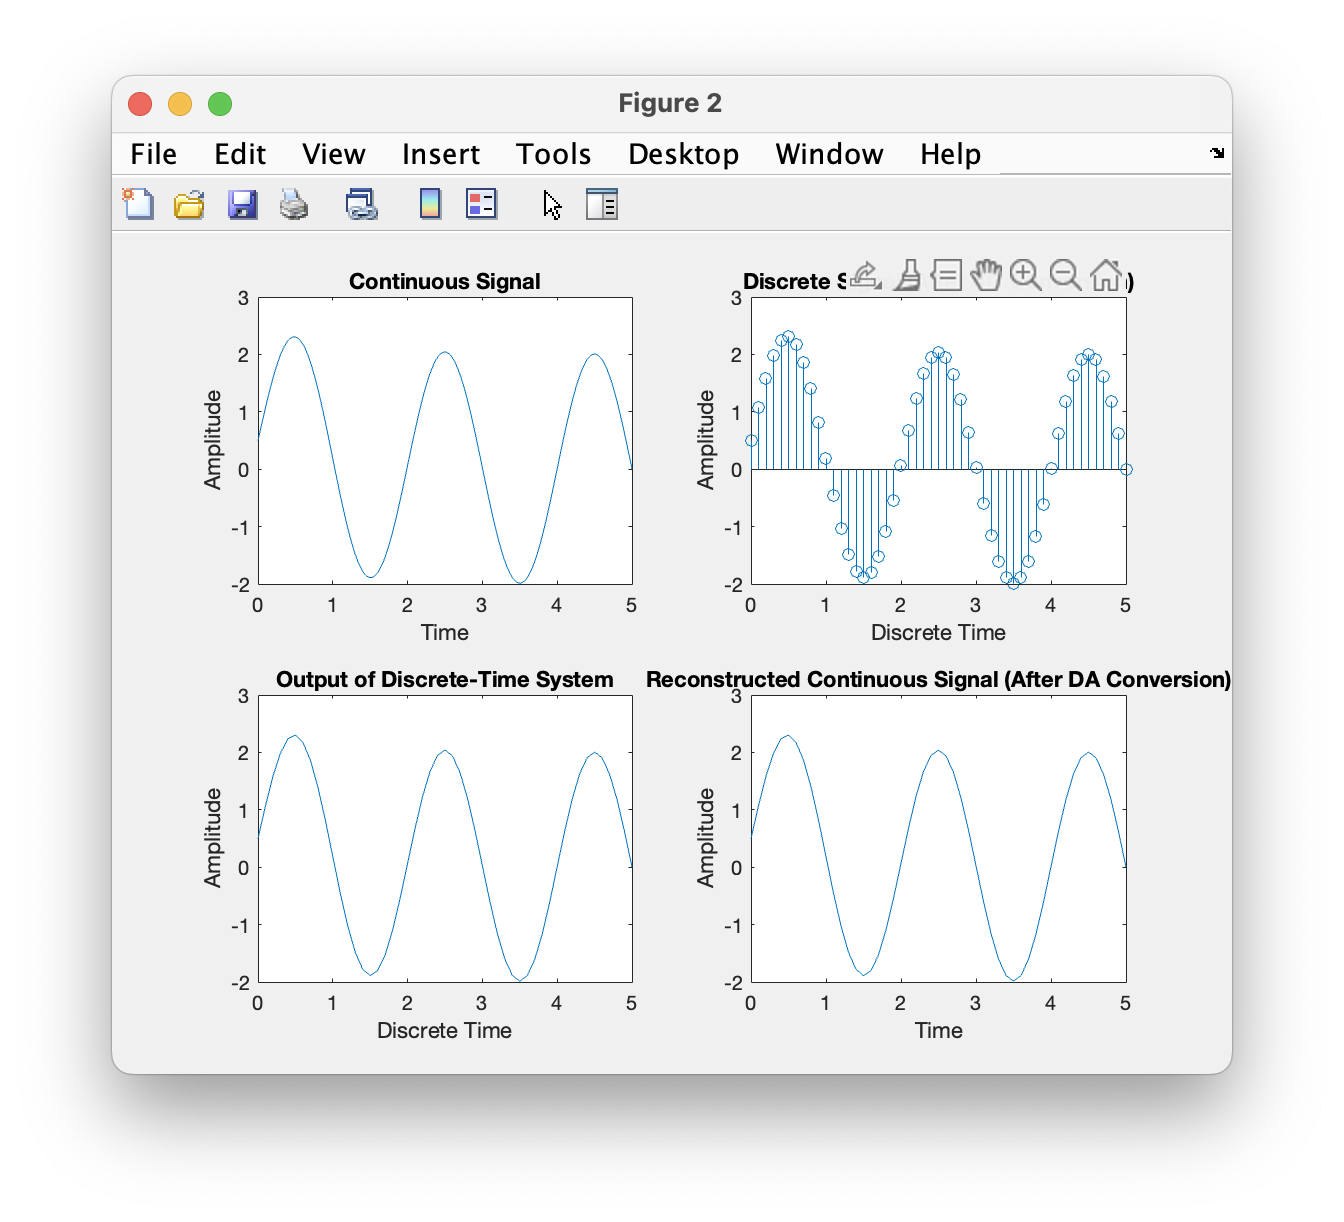 Figure 2
File Edit View Insert Tools Desktop Window Help
Continuous Signal
3
2
1
0
-1
-2
Amplitude
0 1 2 3 4 5
Time
Discrete )
3
2
1
0
-1
-2
Amplitude
0 1 2 3 4 5
Discrete Time
Output of Discrete-Time System
3
2
1
0
-1
-2
Amplitude
0 1 2 3 4 5
Discrete Time
Reconstructed Continuous Signal (After DA Conversion)
3
2
1
0
-1
-2
Amplitude
0 1 2 3 4 5
Time